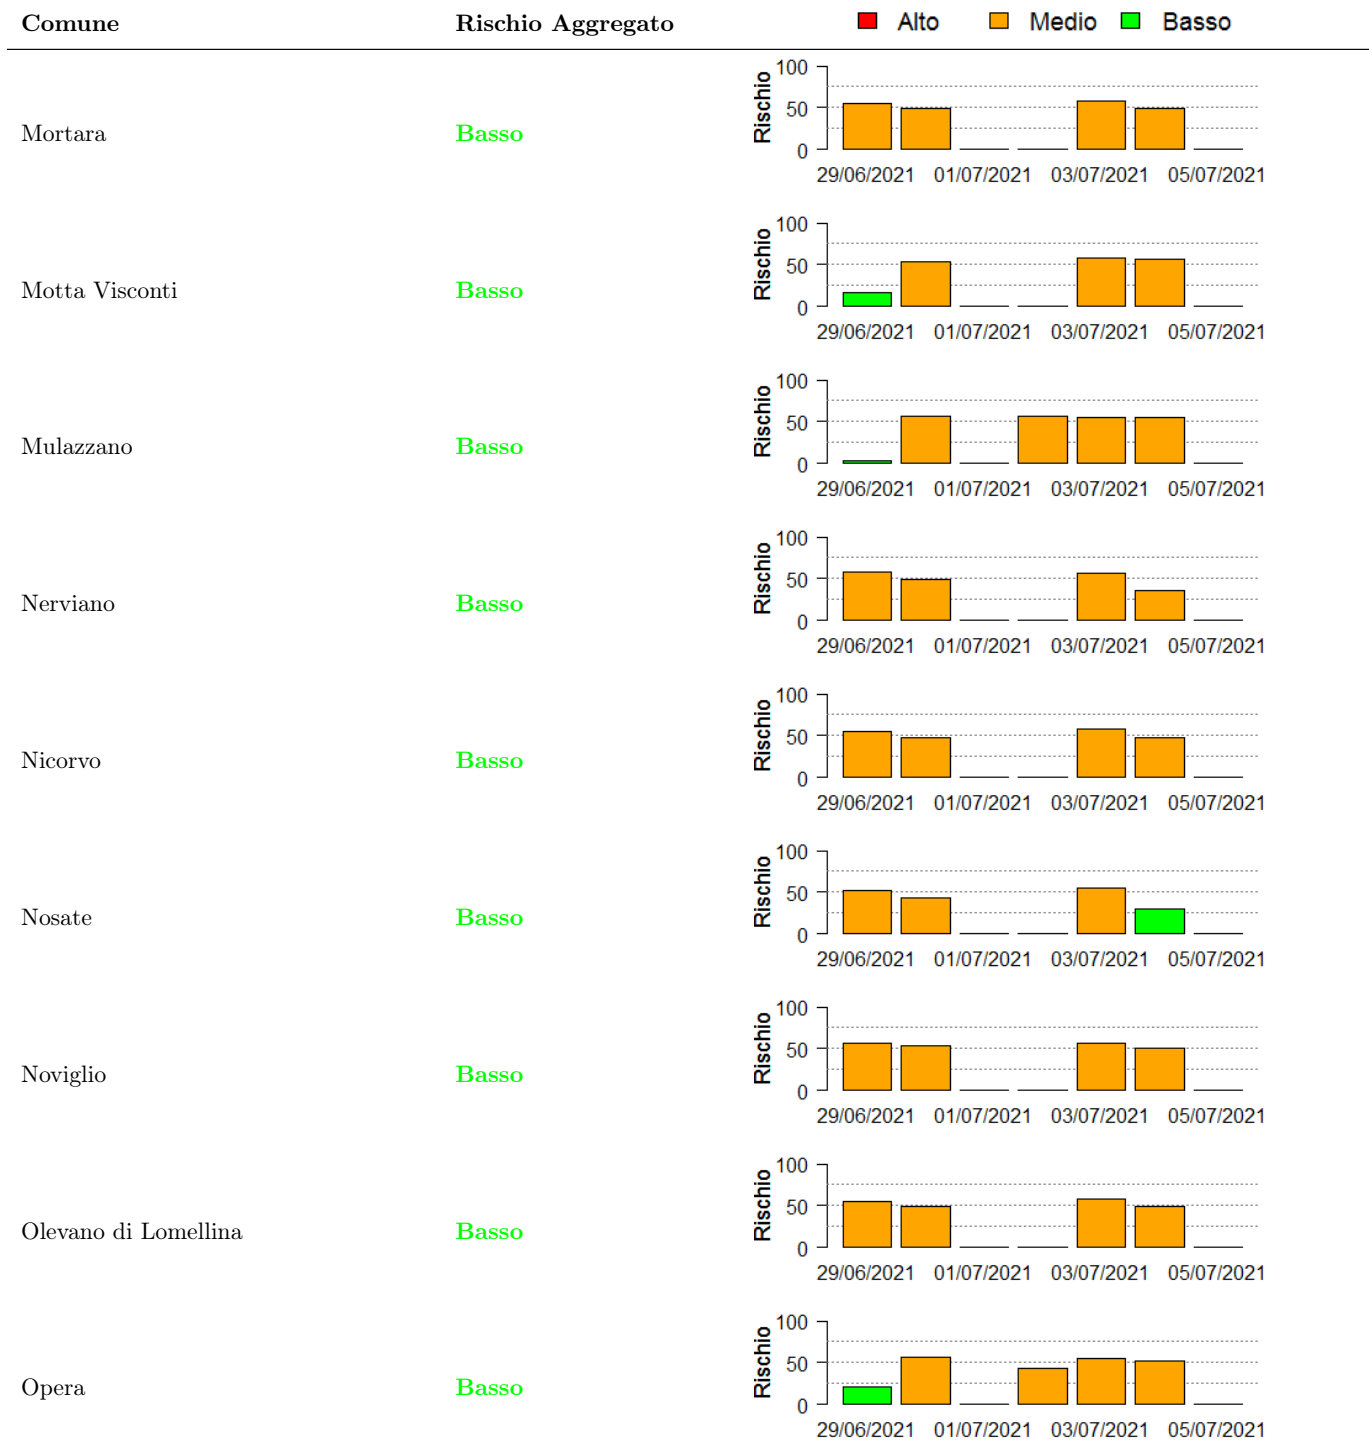 Comune Rischio Aggregato Alto Medio Basso
100
50
0
Rischio
Mortara Basso
29/06/2021 01/07/2021 03/07/2021 05/07/2021
100
50
0
Rischio
Motta Visconti Basso
29/06/2021 01/07/2021 03/07/2021 05/07/2021
100
50
0
Rischio
Mulazzano Basso
29/06/2021 01/07/2021 03/07/2021 05/07/2021
100
50
0
Rischio
Nerviano Basso
29/06/2021 01/07/2021 03/07/2021 05/07/2021
100
50
0
Rischio
Nicorvo Basso
29/06/2021 01/07/2021 03/07/2021 05/07/2021
100
50
0
Rischio
Nosate Basso
29/06/2021 01/07/2021 03/07/2021 05/07/2021
100
50
0
Rischio
Noviglio Basso
29/06/2021 01/07/2021 03/07/2021 05/07/2021
100
50
0
Rischio
Olevano di Lomellina Basso
29/06/2021 01/07/2021 03/07/2021 05/07/2021
100
50
0
Rischio
Opera Basso
29/06/2021 01/07/2021 03/07/2021 05/07/2021